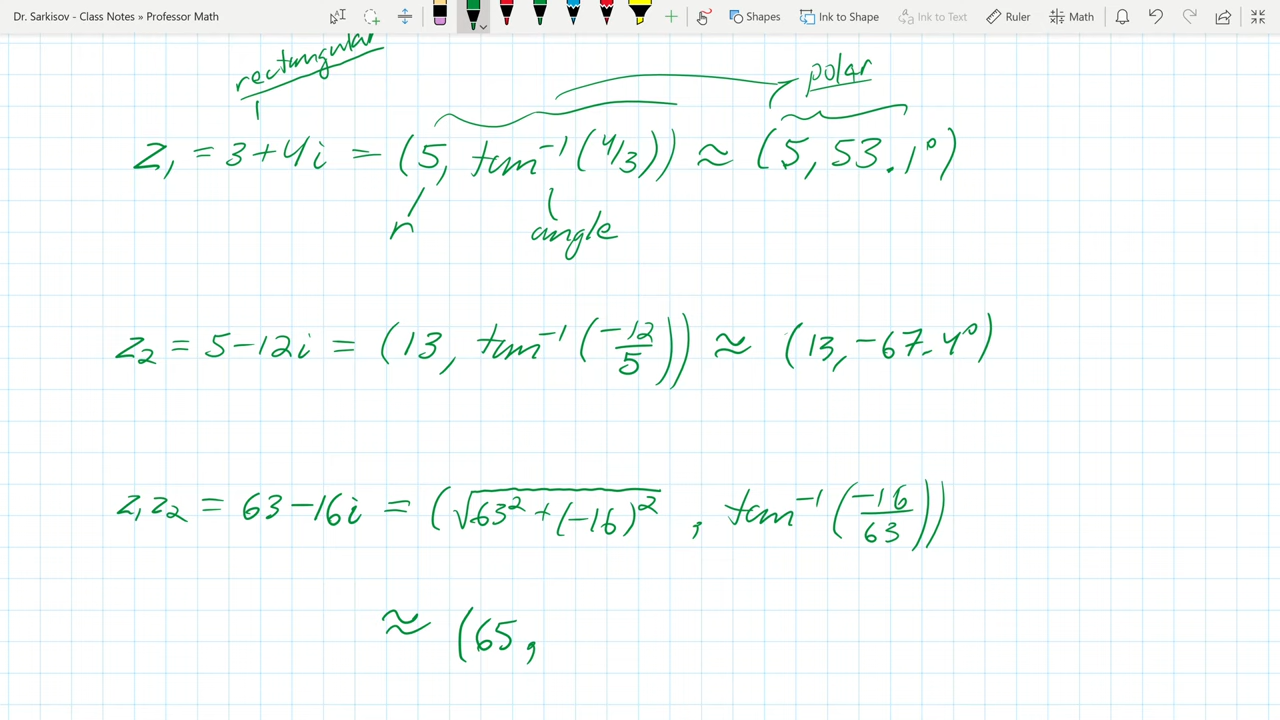 Dr. Sarkisov - Class Notes » Professor Math
Shapes Ink to Shape Ink to Text Ruler Math
rectangular
polar
z₁ = 3+4i = (5, tan⁻¹(4/3)) ≈ (5, 53.1°)
r angle
z₂ = 5-12i = (13, tan⁻¹(-12/5)) ≈ (13, -67.4°)
z₁z₂ = 63-16i = (√(63²+(-16)²), tan⁻¹(-16/63))
≈ (65,